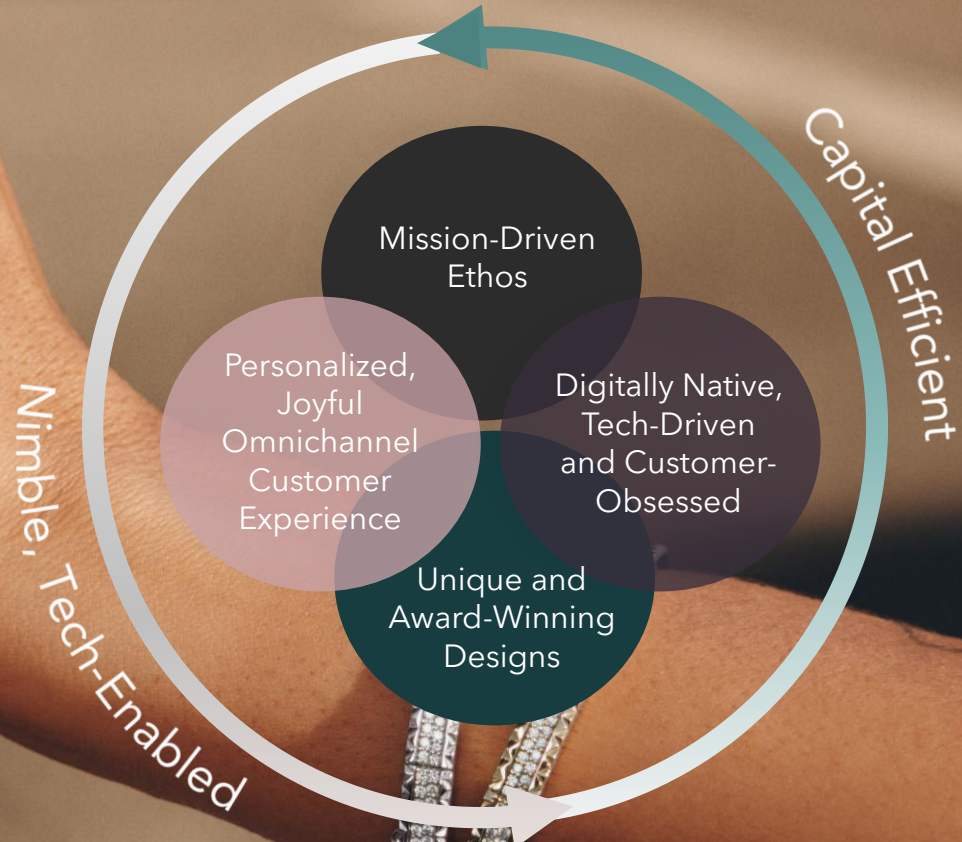 Capital Efficient
Mission-Driven
Ethos
Personalized,
Joyful
Omnichannel
Customer
Experience
Digitally Native,
Tech-Driven
and Customer-
Obsessed
Unique and
Award-Winning
Designs
Nimble, Tech-Enabled